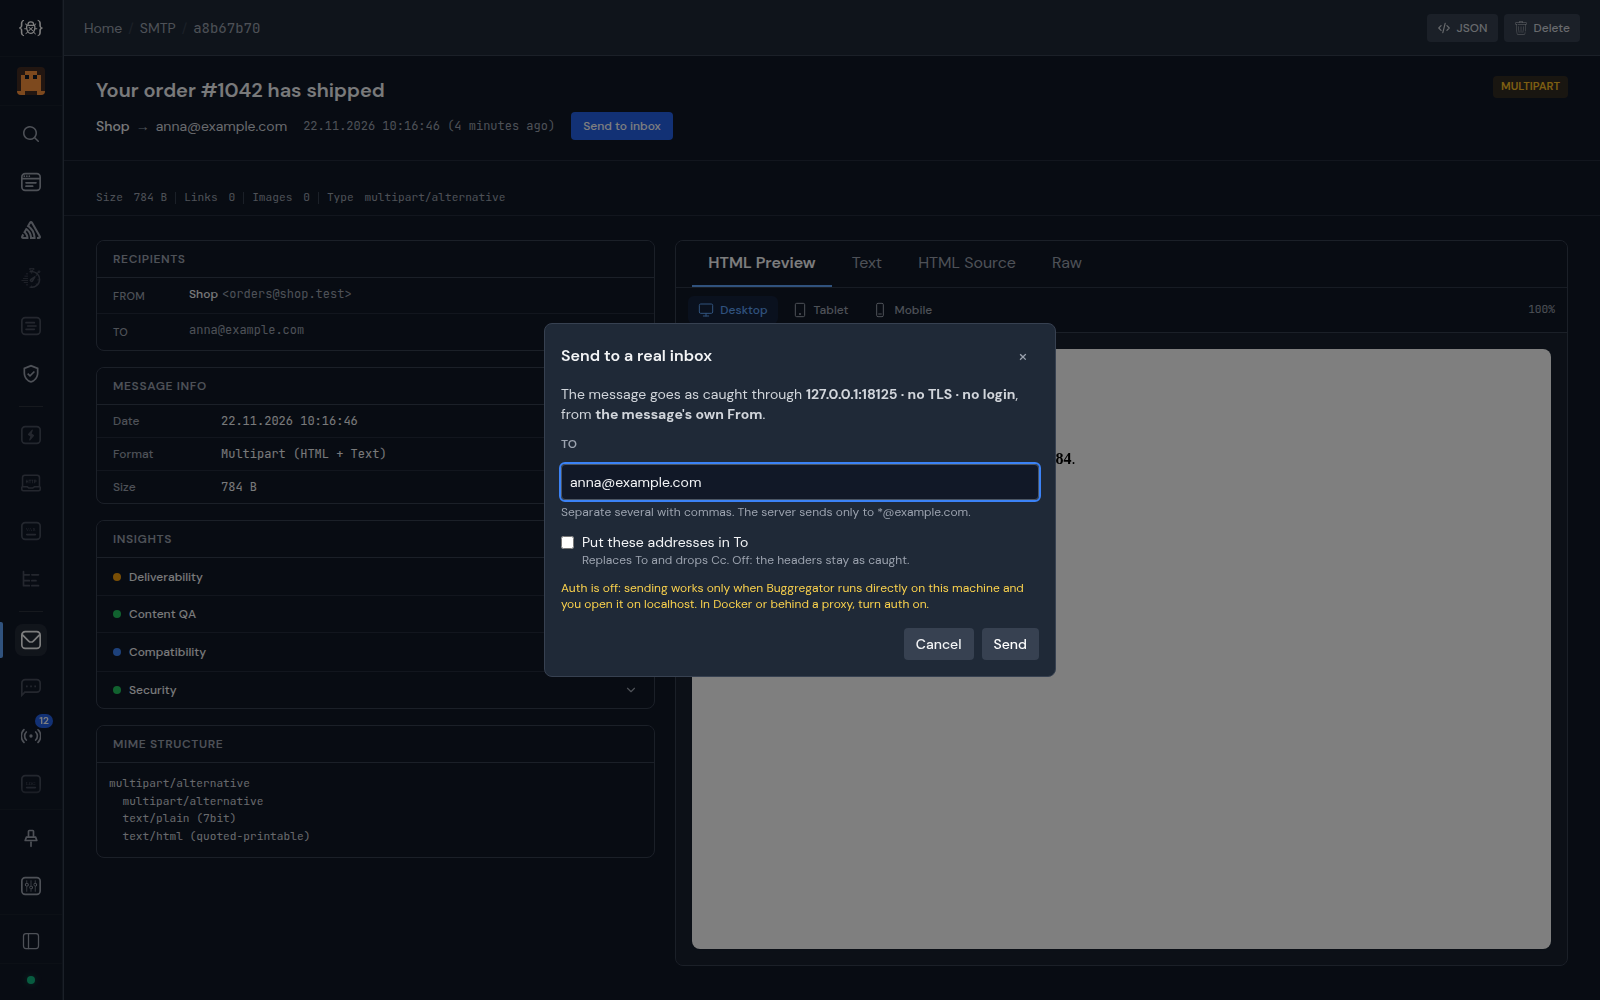 Home / SMTP / a8b67b70
JSON
Delete
Your order #1042 has shipped
MULTIPART
Shop → anna@example.com 22.11.2026 10:16:46 (4 minutes ago) Send to inbox
Size 784 B | Links 0 | Images 0 | Type multipart/alternative
RECIPIENTS
FROM Shop <orders@shop.test>
TO anna@example.com
MESSAGE INFO
Date 22.11.2026 10:16:46
Format Multipart (HTML + Text)
Size 784 B
INSIGHTS
Deliverability
Content QA
Compatibility
Security
MIME STRUCTURE
multipart/alternative
multipart/alternative
text/plain (7bit)
text/html (quoted-printable)
HTML Preview Text HTML Source Raw
Desktop Tablet Mobile 100%
84.
Send to a real inbox ×
The message goes as caught through 127.0.0.1:18125 · no TLS · no login,
from the message's own From.
TO
anna@example.com
Separate several with commas. The server sends only to *@example.com.
Put these addresses in To
Replaces To and drops Cc. Off: the headers stay as caught.
Auth is off: sending works only when Buggregator runs directly on this machine and
you open it on localhost. In Docker or behind a proxy, turn auth on.
Cancel Send
12